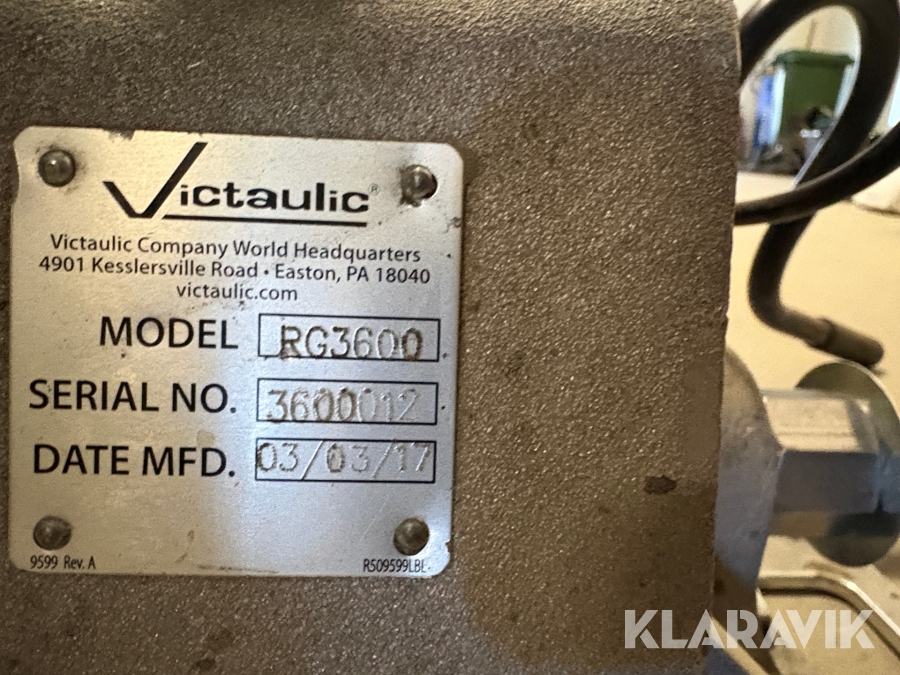 Victaulic®
Victaulic Company World Headquarters
4901 Kesslersville Road • Easton, PA 18040
victaulic.com
MODEL RG3600
SERIAL NO. 3600012
DATE MFD. 03/03/17
9599 Rev. A R509599LBL
KLARAVIK